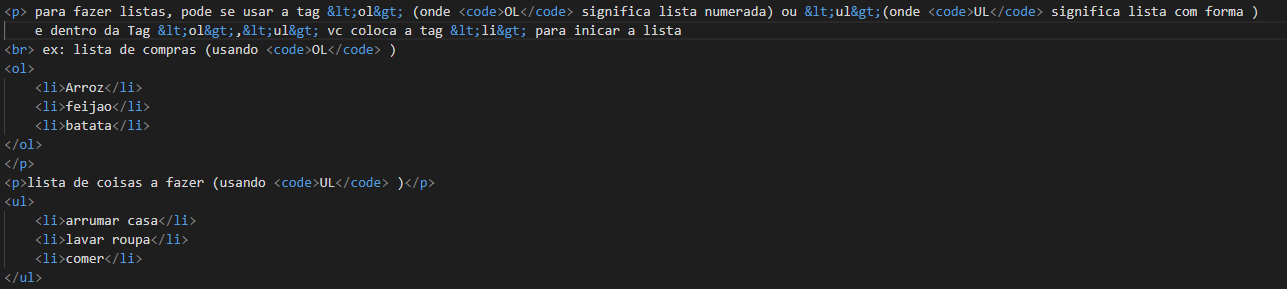 <p> para fazer listas, pode se usar a tag &lt;ol&gt; (onde <code>OL</code> significa lista numerada) ou &lt;ul&gt;(onde <code>UL</code> significa lista com forma )
    e dentro da Tag &lt;ol&gt;,&lt;ul&gt; vc coloca a tag &lt;li&gt; para inicar a lista
<br> ex: lista de compras (usando <code>OL</code> )
<ol>
    <li>Arroz</li>
    <li>feijao</li>
    <li>batata</li>
</ol>
</p>
<p>lista de coisas a fazer (usando <code>UL</code> )</p>
<ul>
    <li>arrumar casa</li>
    <li>lavar roupa</li>
    <li>comer</li>
</ul>